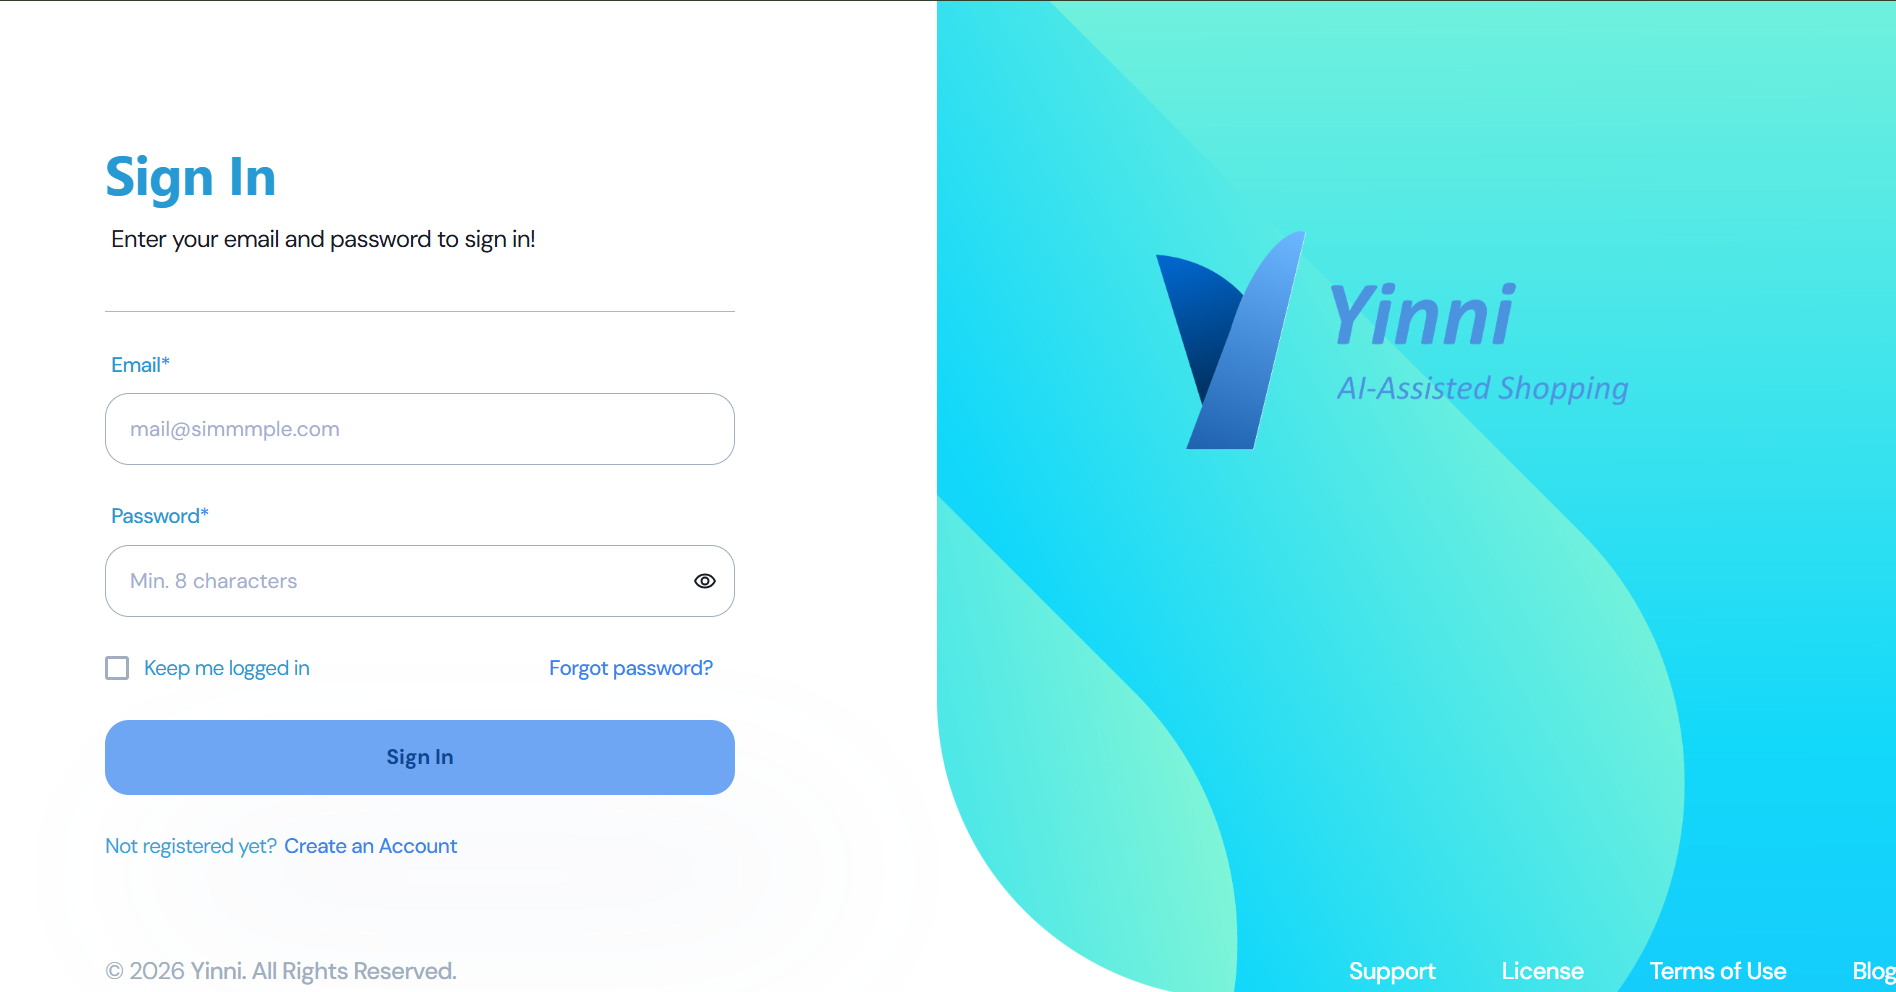 Sign In
Enter your email and password to sign in!
Email*
mail@simmmple.com
Password*
Min. 8 characters
Keep me logged in
Forgot password?
Sign In
Not registered yet? Create an Account
© 2026 Yinni. All Rights Reserved.
Yinni
AI-Assisted Shopping
Support
License
Terms of Use
Blog